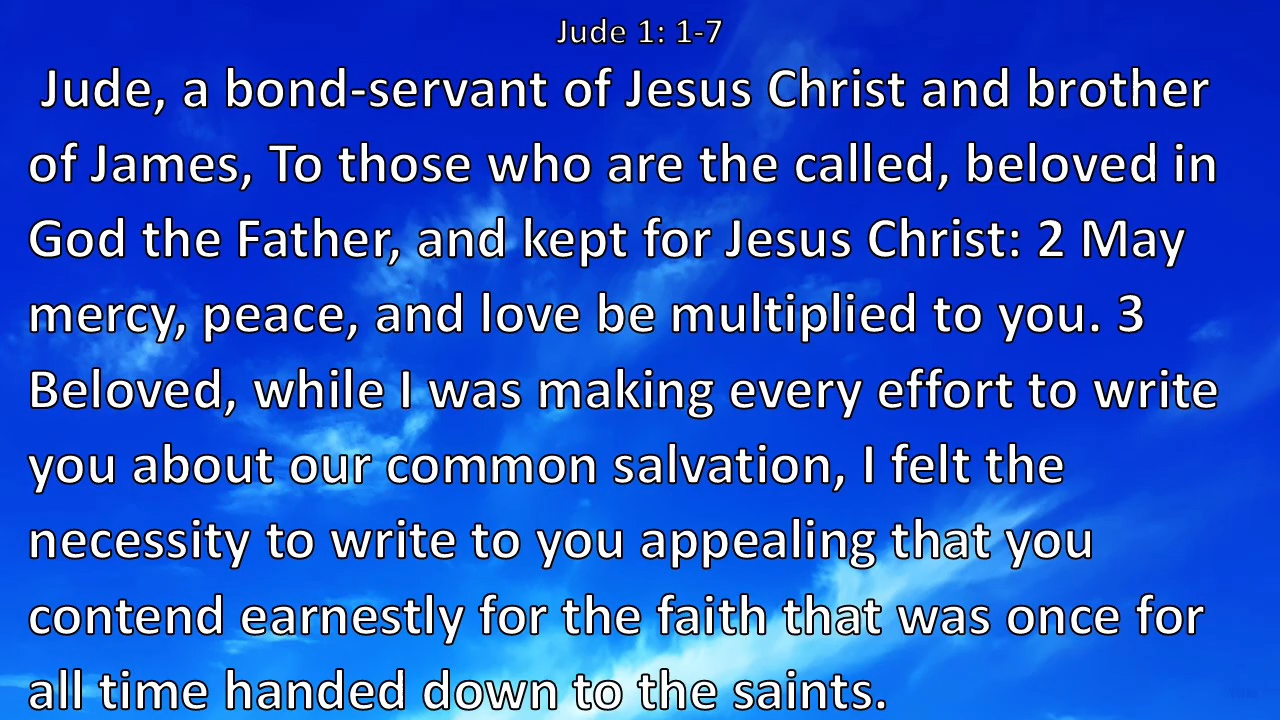 Jude 1: 1-7
Jude, a bond-servant of Jesus Christ and brother
of James, To those who are the called, beloved in
God the Father, and kept for Jesus Christ: 2 May
mercy, peace, and love be multiplied to you. 3
Beloved, while I was making every effort to write
you about our common salvation, I felt the
necessity to write to you appealing that you
contend earnestly for the faith that was once for
all time handed down to the saints.